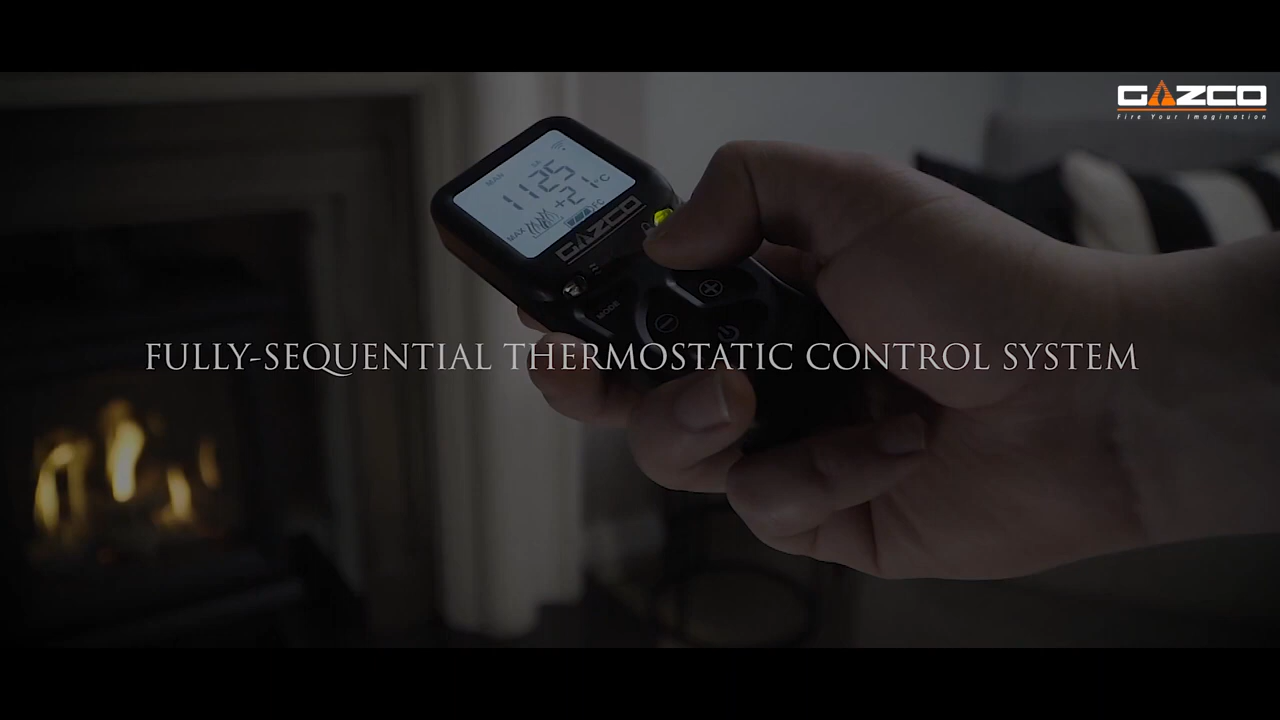 GAZCO
Fire Your Imagination
MAN
11:25
+21°C
MAX
GAZCO
MODE
FULLY-SEQUENTIAL THERMOSTATIC CONTROL SYSTEM